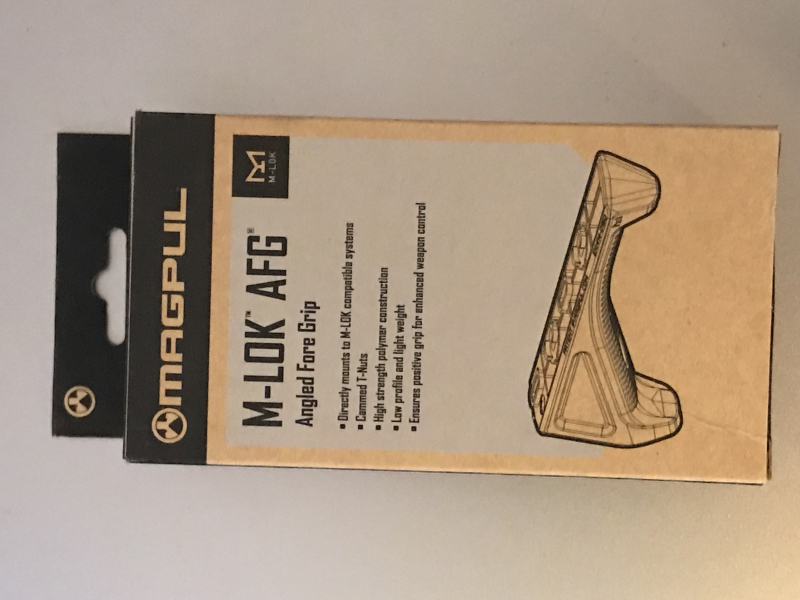 MAGPUL
M-LOK
M-LOK™ AFG®
Angled Fore Grip
▪ Directly mounts to M-LOK compatible systems
▪ Cammed T-Nuts
▪ High strength polymer construction
▪ Low profile and light weight
▪ Ensures positive grip for enhanced weapon control